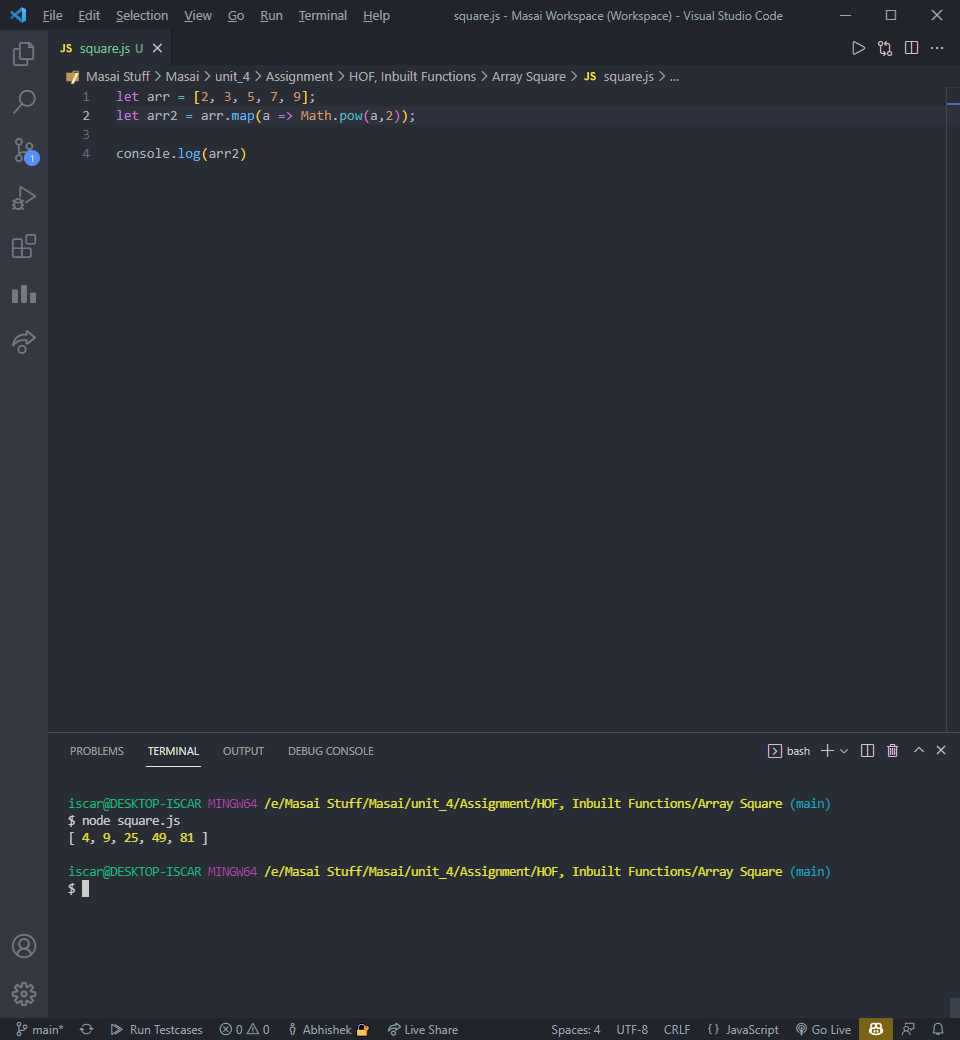 File Edit Selection View Go Run Terminal Help square.js - Masai Workspace (Workspace) - Visual Studio Code
JS square.js U
Masai Stuff > Masai > unit_4 > Assignment > HOF, Inbuilt Functions > Array Square > JS square.js > ...
1 let arr = [2, 3, 5, 7, 9];
2 let arr2 = arr.map(a => Math.pow(a,2));
3
4 console.log(arr2)
1
PROBLEMS TERMINAL OUTPUT DEBUG CONSOLE bash
iscar@DESKTOP-ISCAR MINGW64 /e/Masai Stuff/Masai/unit_4/Assignment/HOF, Inbuilt Functions/Array Square (main)
$ node square.js
[ 4, 9, 25, 49, 81 ]
iscar@DESKTOP-ISCAR MINGW64 /e/Masai Stuff/Masai/unit_4/Assignment/HOF, Inbuilt Functions/Array Square (main)
$
main* Run Testcases 0 0 Abhishek Live Share Spaces: 4 UTF-8 CRLF {} JavaScript Go Live